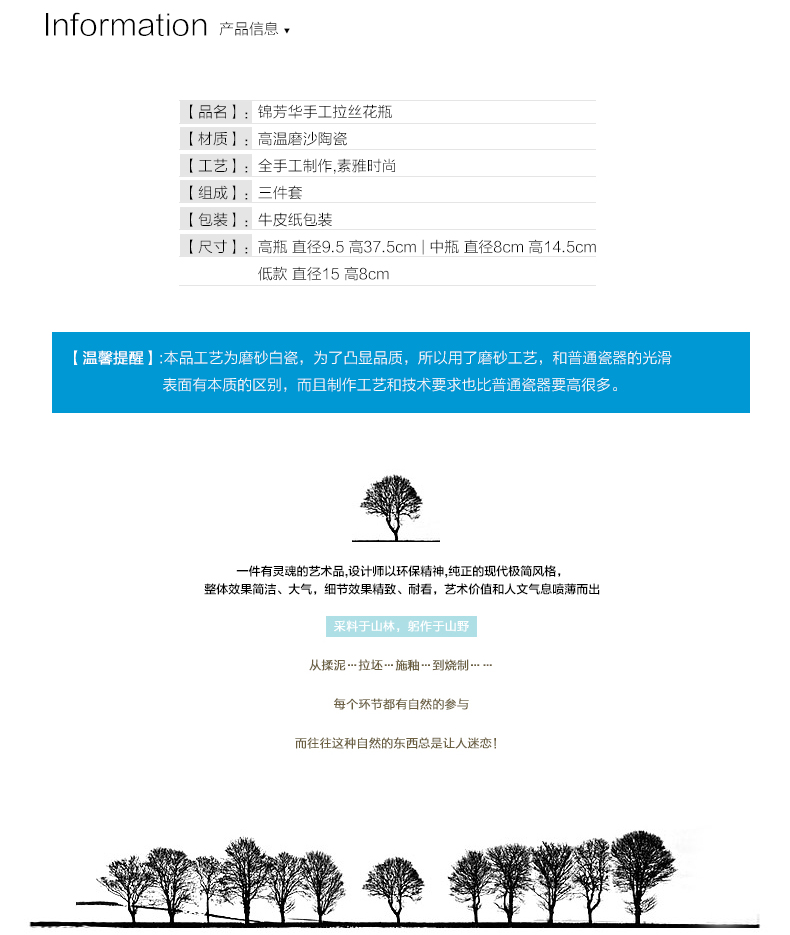 Information 产品信息 ▾
【品名】: 锦芳华手工拉丝花瓶
【材质】: 高温磨沙陶瓷
【工艺】: 全手工制作,素雅时尚
【组成】: 三件套
【包装】: 牛皮纸包装
【尺寸】: 高瓶 直径9.5 高37.5cm | 中瓶 直径8cm 高14.5cm
低款 直径15 高8cm
【温馨提醒】:本品工艺为磨砂白瓷，为了凸显品质，所以用了磨砂工艺，和普通瓷器的光滑
表面有本质的区别，而且制作工艺和技术要求也比普通瓷器要高很多。
一件有灵魂的艺术品,设计师以环保精神,纯正的现代极简风格，
整体效果简洁、大气，细节效果精致、耐看，艺术价值和人文气息喷薄而出
采料于山林，躬作于山野
从揉泥…拉坯…施釉…到烧制……
每个环节都有自然的参与
而往往这种自然的东西总是让人迷恋！